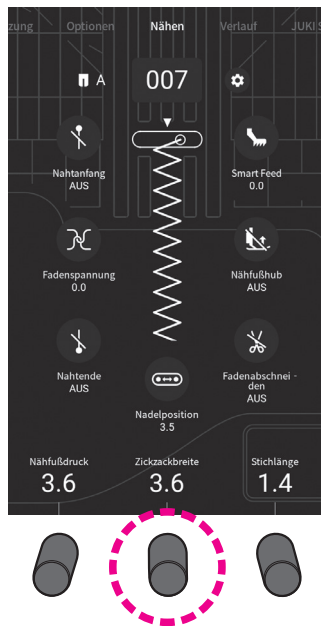 zung Optionen Nähen Verlauf JUKI S
A 007
Nahtanfang
AUS
Smart Feed
0.0
Fadenspannung
0.0
Nähfußhub
AUS
Nahtende
AUS
Fadenabschnei -
den
AUS
Nadelposition
3.5
Nähfußdruck
3.6
Zickzackbreite
3.6
Stichlänge
1.4